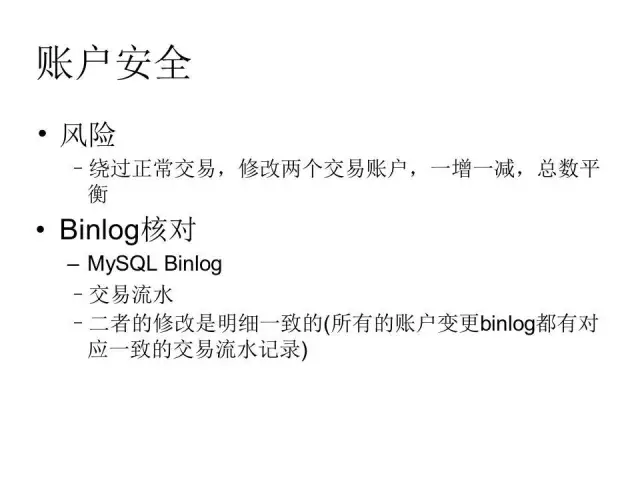 账户安全
• 风险
– 绕过正常交易，修改两个交易账户，一增一减，总数平
衡
• Binlog核对
– MySQL Binlog
– 交易流水
– 二者的修改是明细一致的(所有的账户变更binlog都有对
应一致的交易流水记录)